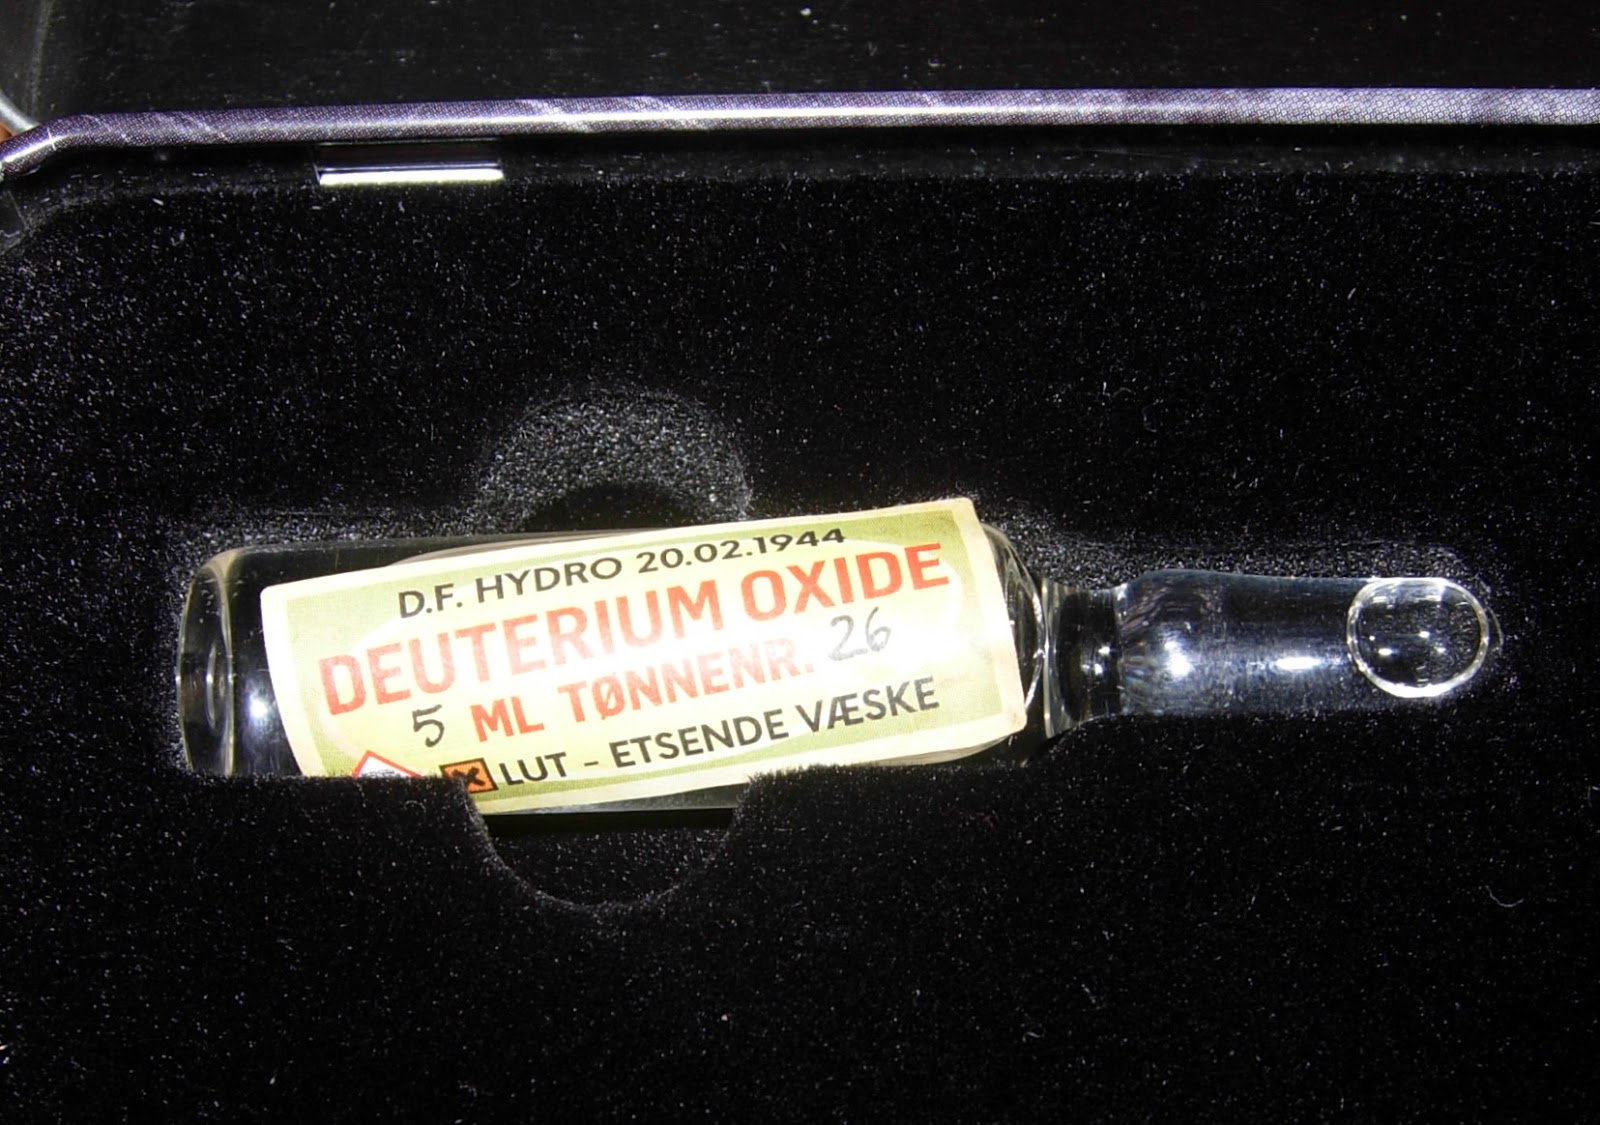 D.F. HYDRO 20.02.1944
DEUTERIUM OXIDE
5 ML TØNNENR. 26
LUT - ETSENDE VÆSKE